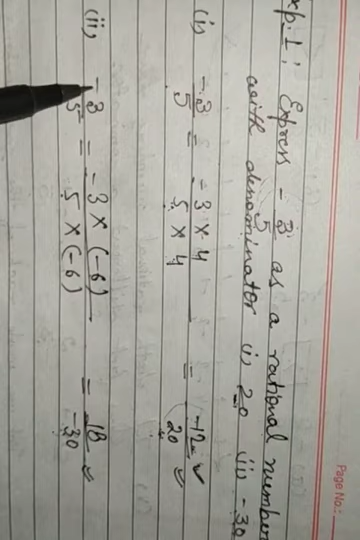 Page No.:
Exp. 1: Express -3/5 as a rational number
with denominator (i) 20 (ii) -30
(i) -3/5 = -3 × 4 / 5 × 4 = -12/20 ✓
(ii) -3/5 = -3 × (-6) / 5 × (-6) = 18/-30 ✓